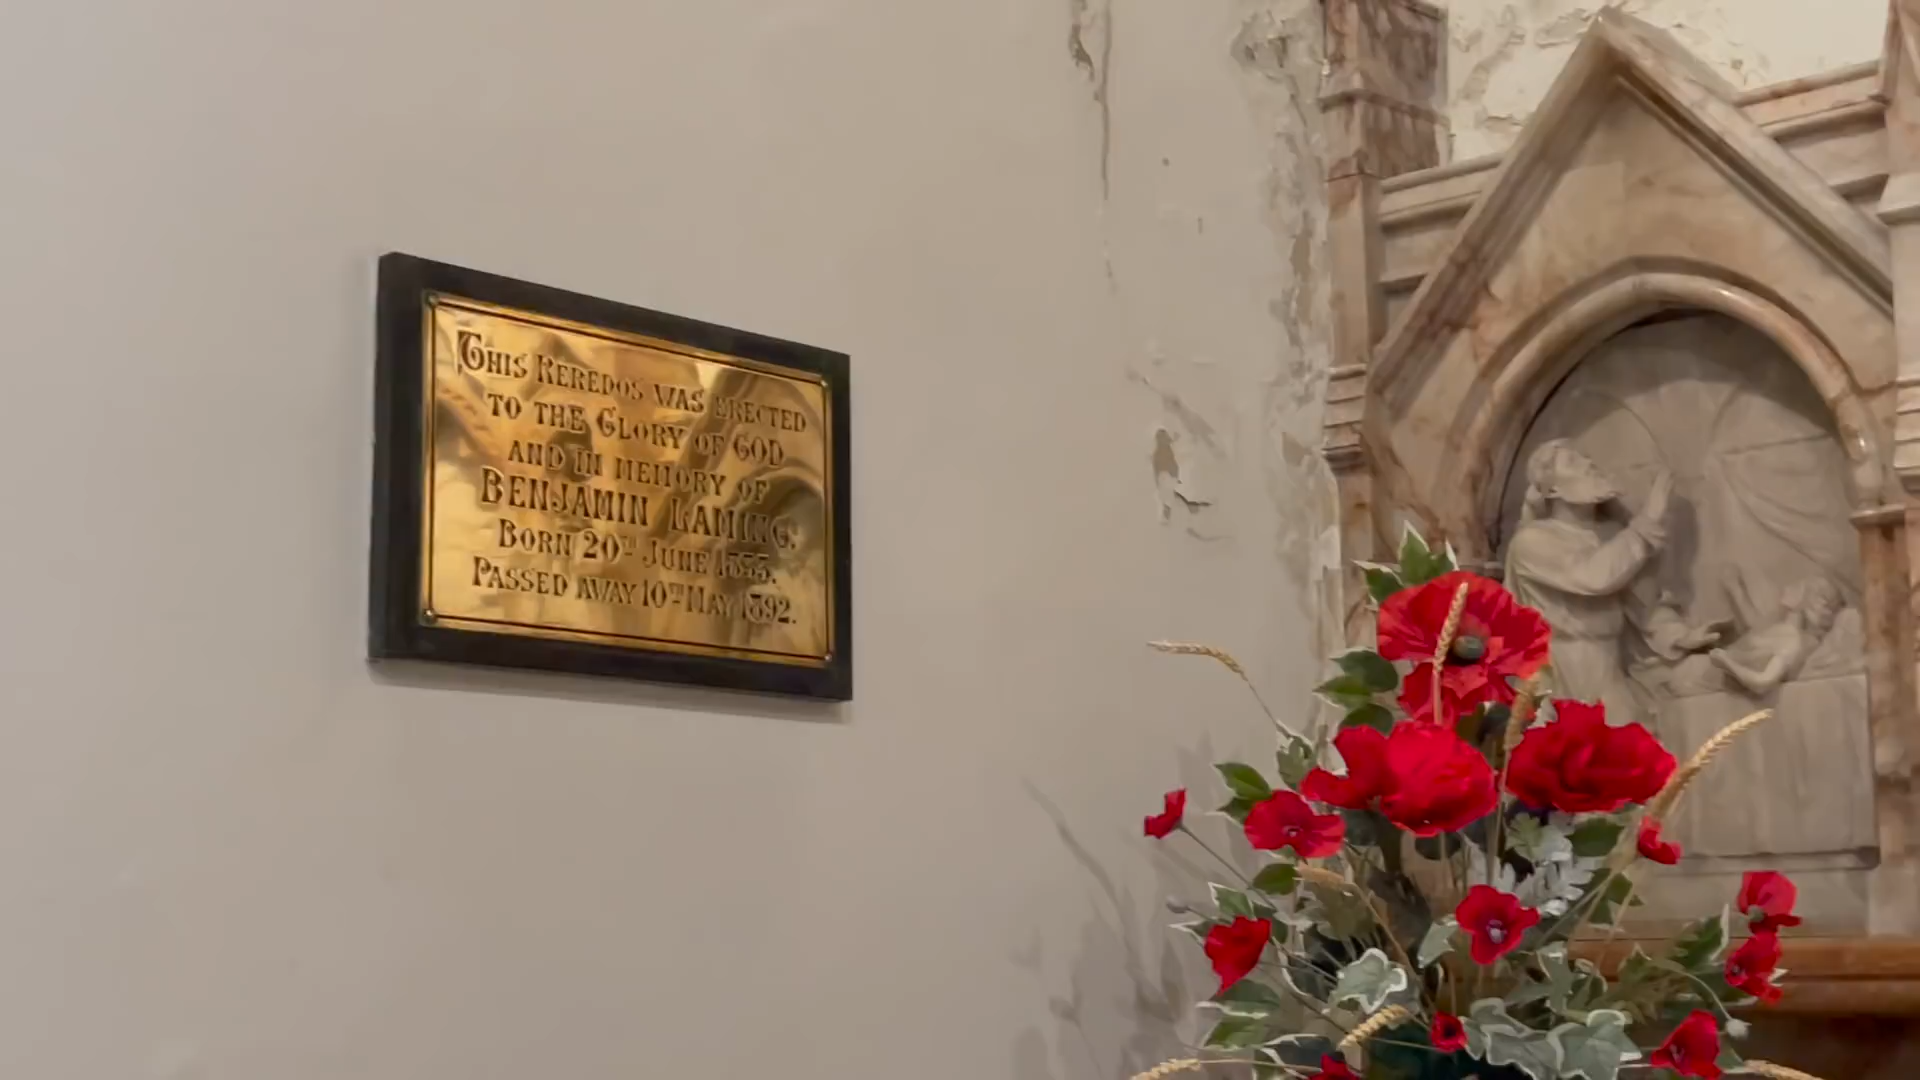 THIS REREDOS WAS ERECTED
TO THE GLORY OF GOD
AND IN MEMORY OF
BENJAMIN LAMING.
BORN 20TH JUNE
PASSED AWAY 10TH MAY 1892.